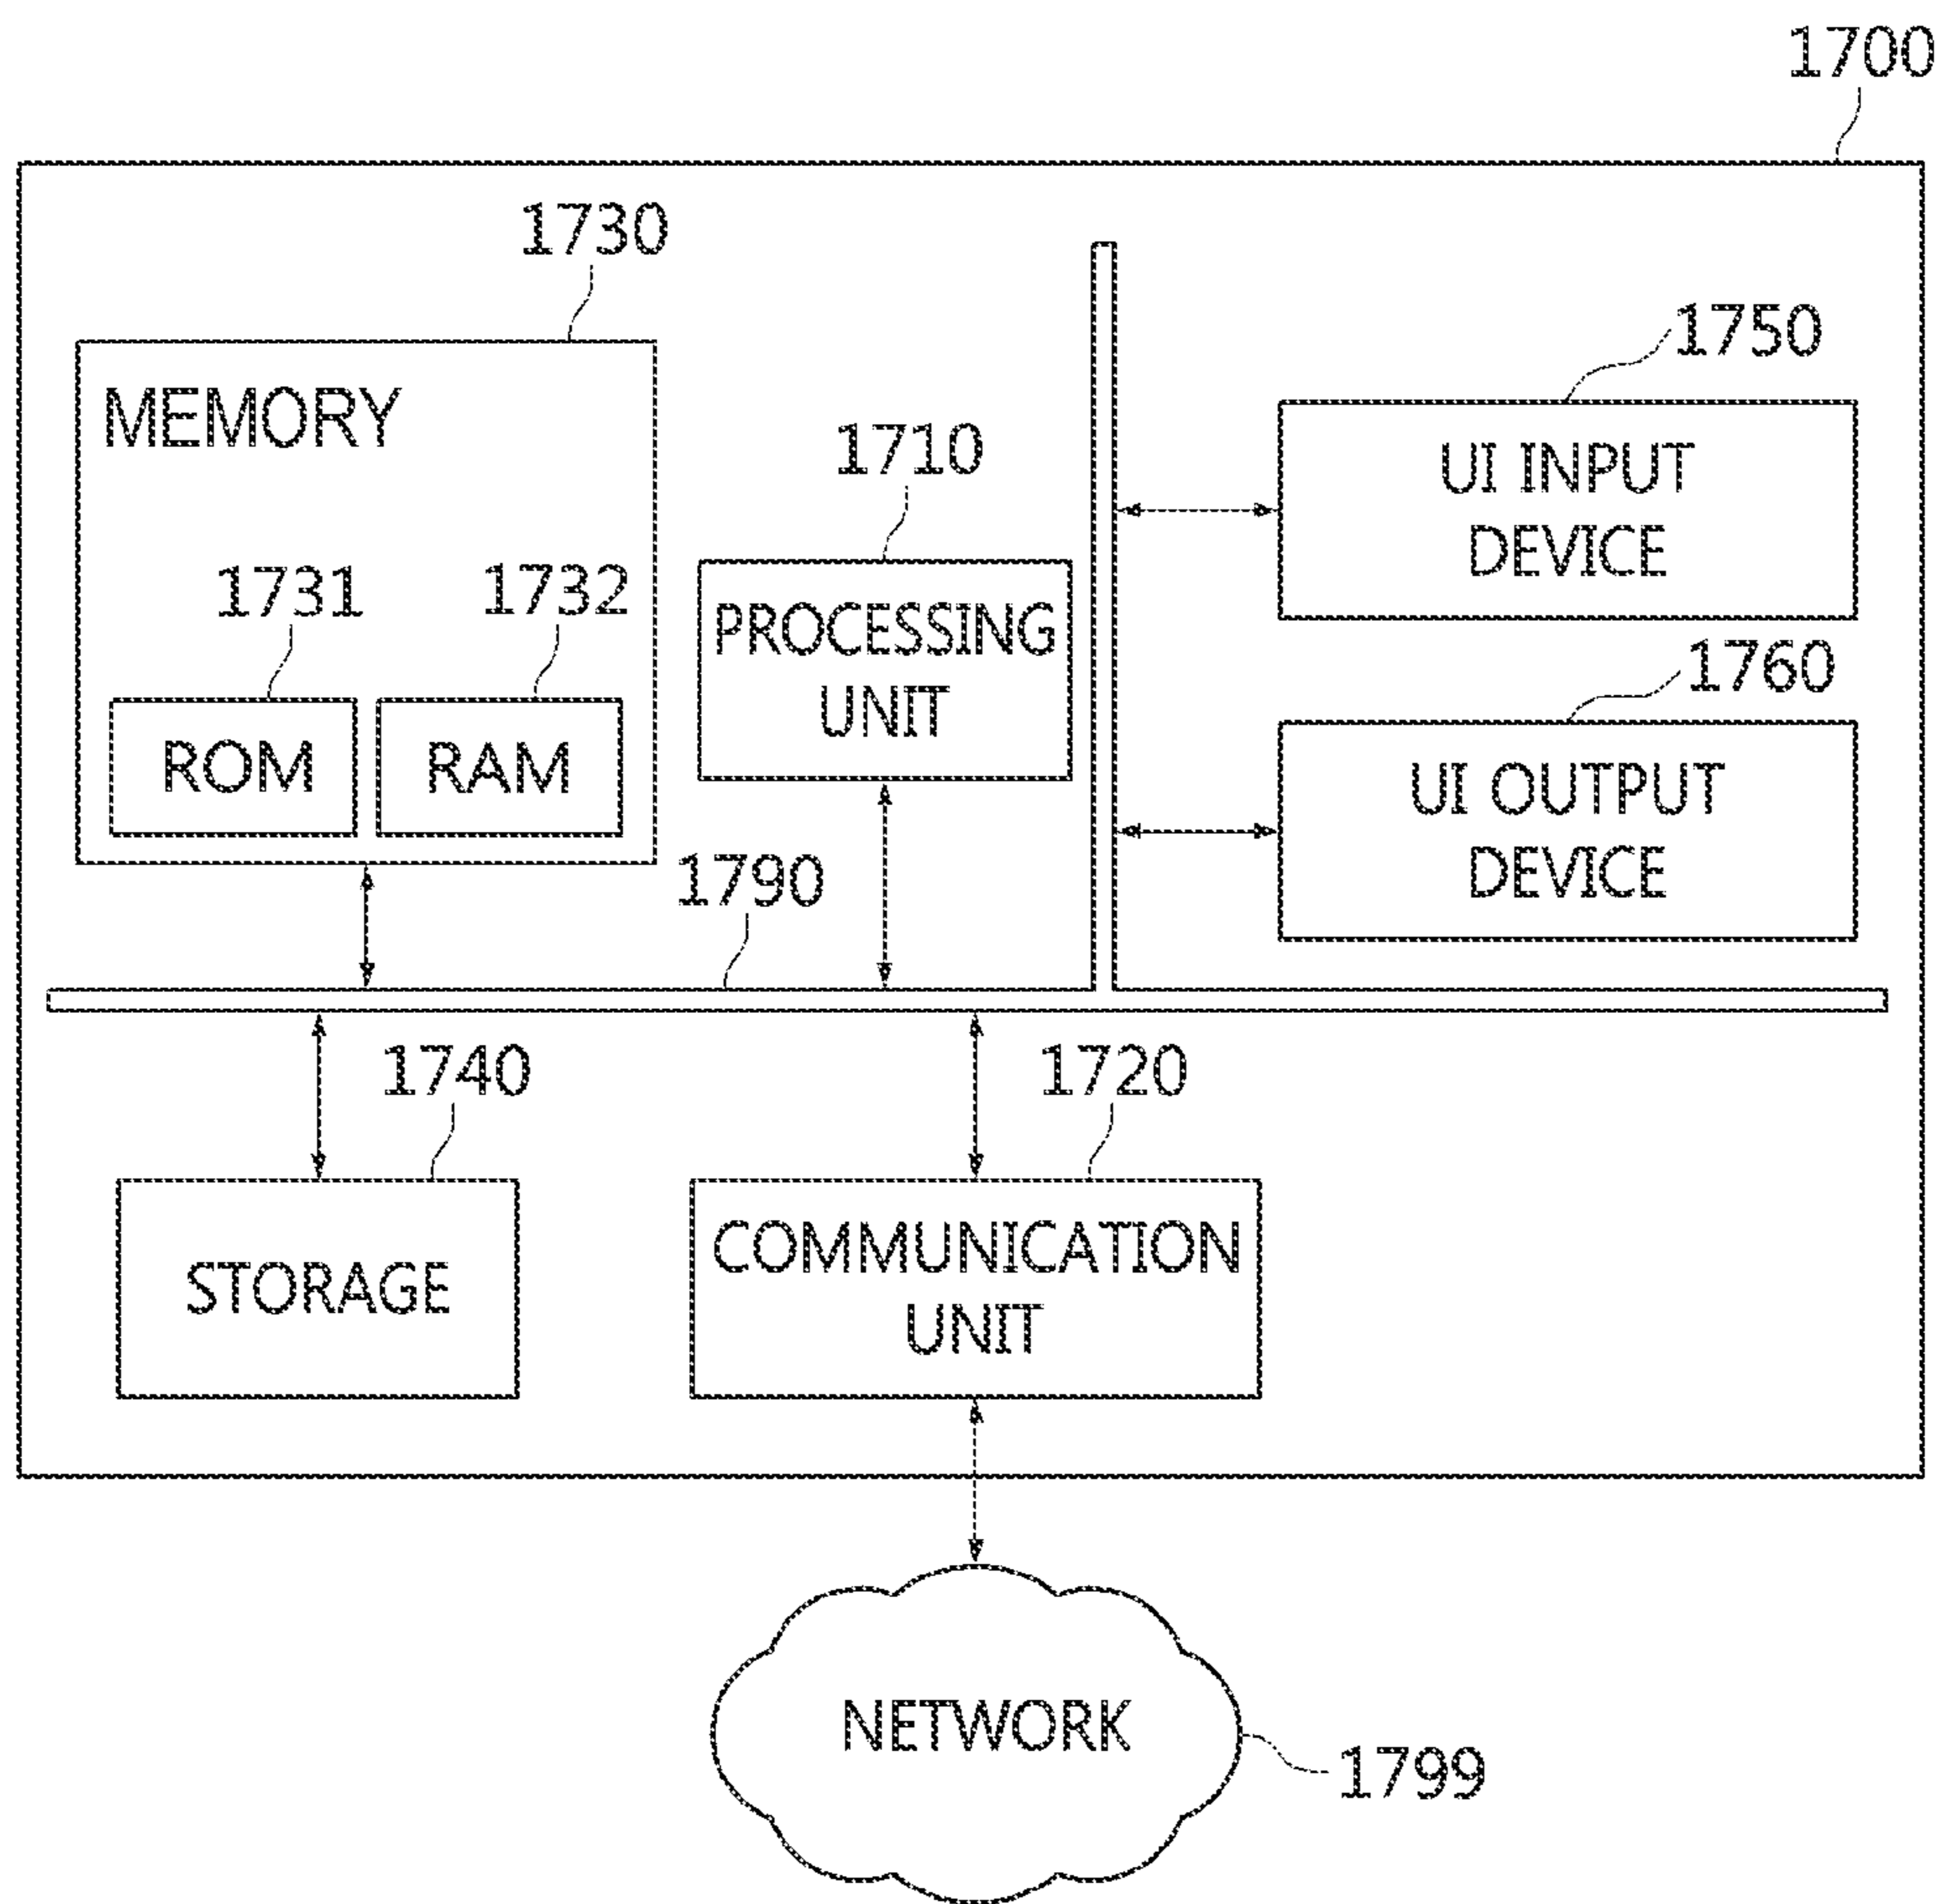 1700
1730
MEMORY
1750
UI INPUT
DEVICE
1710
PROCESSING
UNIT
1731
1732
ROM
RAM
1760
UI OUTPUT
DEVICE
1790
1740
STORAGE
1720
COMMUNICATION
UNIT
NETWORK
1799